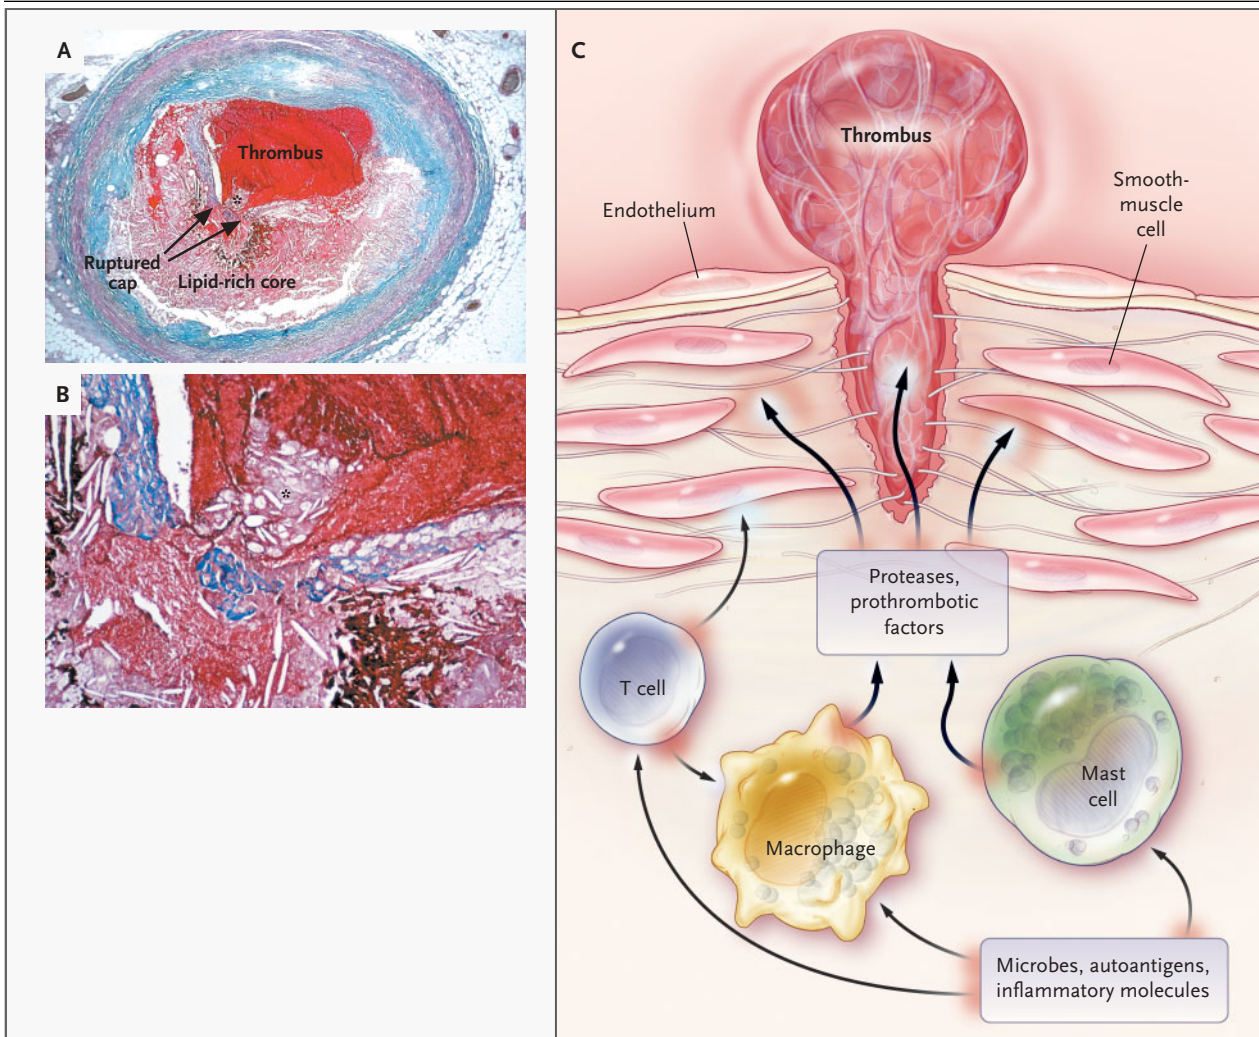 A
Thrombus
*
Ruptured
cap
Lipid-rich core
B
*
C
Thrombus
Endothelium
Smooth-
muscle
cell
Proteases,
prothrombotic
factors
T cell
Mast
cell
Macrophage
Microbes, autoantigens,
inflammatory molecules